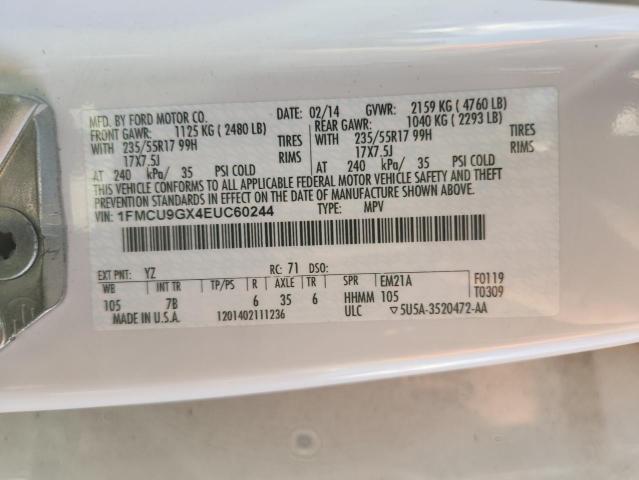 MFD. BY FORD MOTOR CO. DATE: 02/14 GVWR: 2159 KG ( 4760 LB)
FRONT GAWR: 1125 KG ( 2480 LB) REAR GAWR: 1040 KG ( 2293 LB)
WITH 235/55R17 99H TIRES WITH 235/55R17 99H TIRES
17X7.5J RIMS 17X7.5J RIMS
AT 240 kPa/ 35 PSI COLD AT 240 kPa/ 35 PSI COLD
THIS VEHICLE CONFORMS TO ALL APPLICABLE FEDERAL MOTOR VEHICLE SAFETY AND THEFT
PREVENTION STANDARDS IN EFFECT ON THE DATE OF MANUFACTURE SHOWN ABOVE.
VIN: 1FMCU9GX4EUC60244 TYPE: MPV
EXT PNT: YZ RC: 71 DSO:
WB INT TR TP/PS R AXLE TR SPR EM21A F0119
105 7B 6 35 6 HHMM 105 T0309
MADE IN U.S.A. 1201402111236 ULC ▽5U5A-3520472-AA